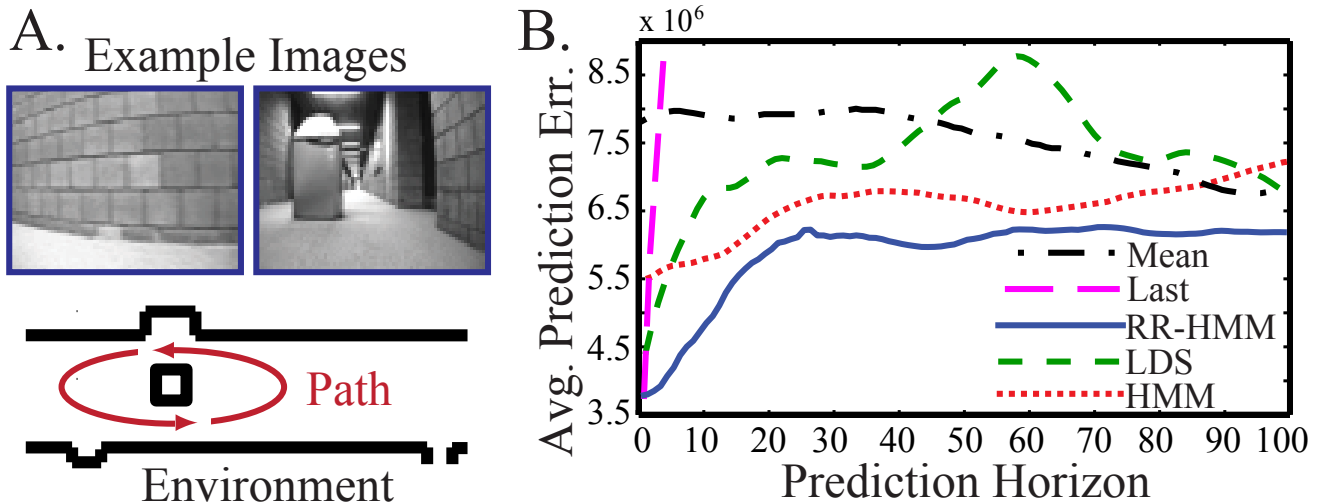 A.
Example Images
Path
Environment
B.
x 10⁶
Avg. Prediction Err.
8.5
7.5
6.5
5.5
4.5
3.5
0 10 20 30 40 50 60 70 80 90 100
Prediction Horizon
Mean
Last
RR-HMM
LDS
HMM